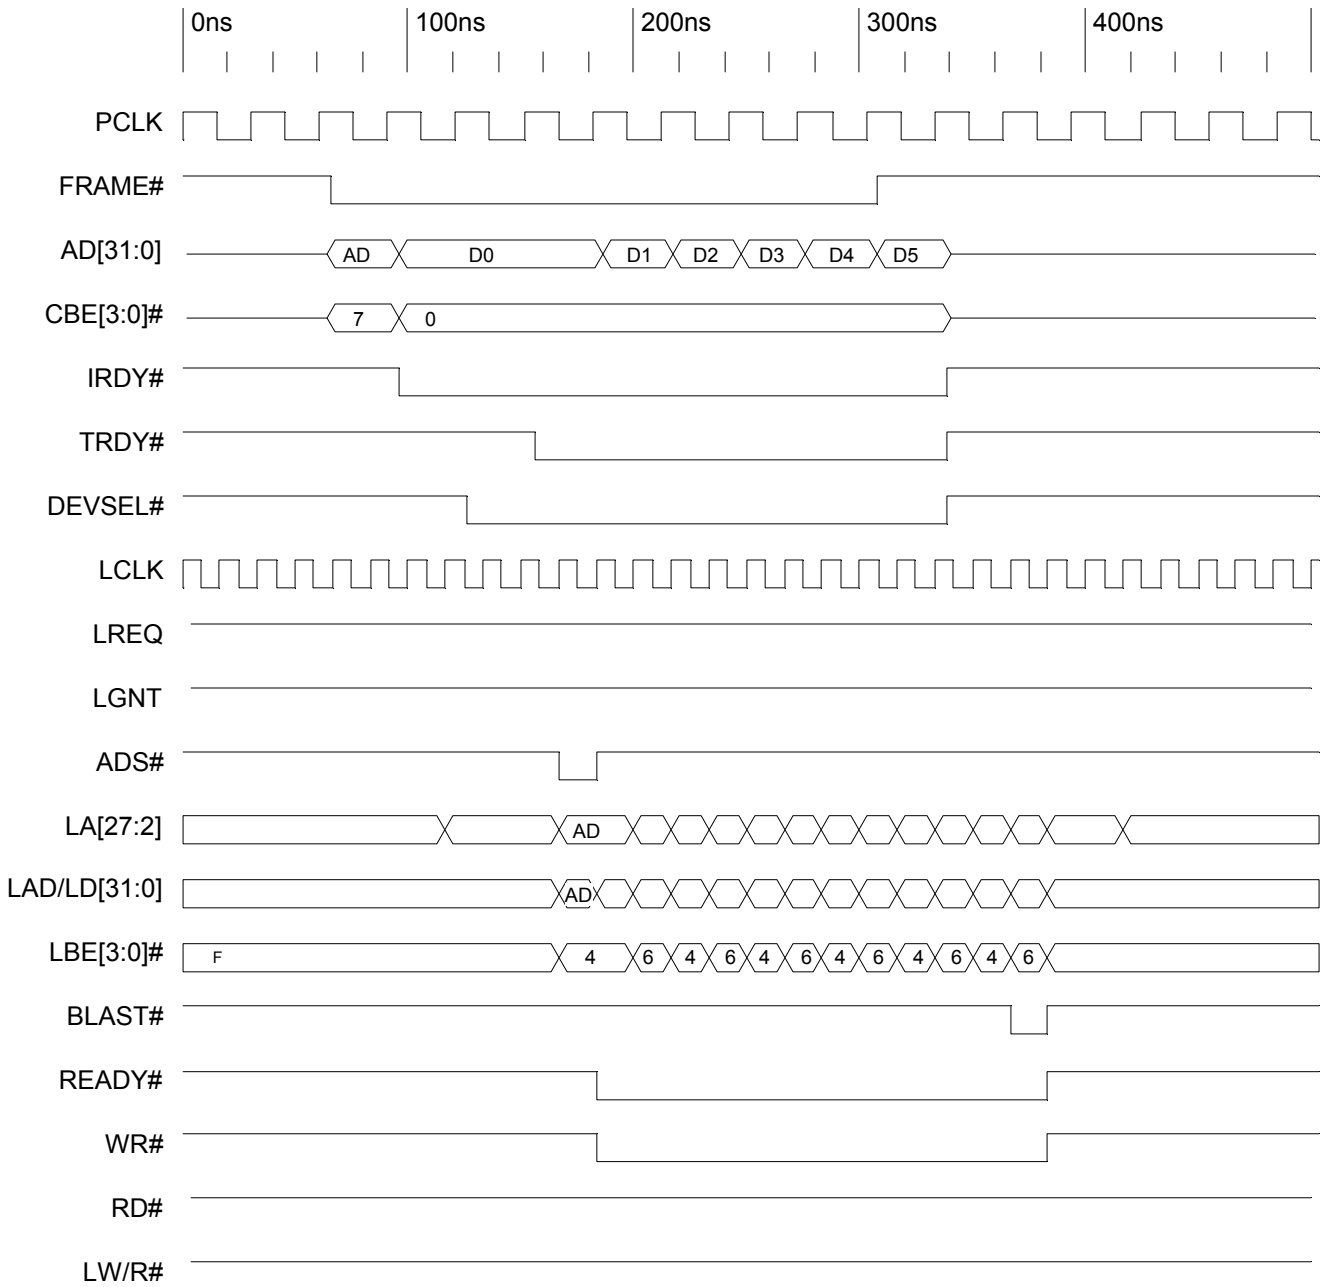 0ns 100ns 200ns 300ns 400ns
PCLK
FRAME#
AD[31:0] AD D0 D1 D2 D3 D4 D5
CBE[3:0]# 7 0
IRDY#
TRDY#
DEVSEL#
LCLK
LREQ
LGNT
ADS#
LA[27:2] AD
LAD/LD[31:0] AD
LBE[3:0]# F 4 6 4 6 4 6 4 6 4 6 4 6
BLAST#
READY#
WR#
RD#
LW/R#